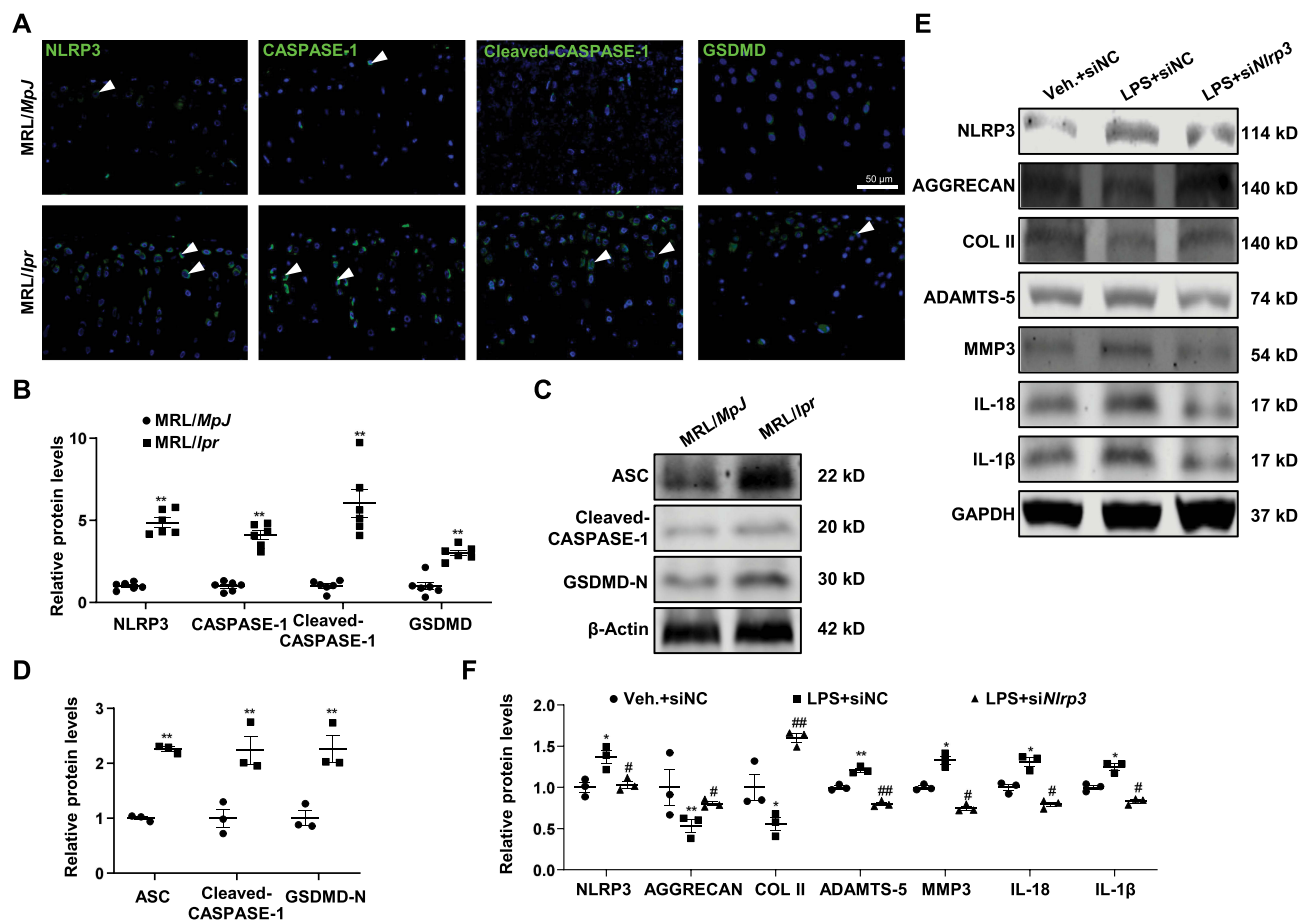 A
NLRP3
CASPASE-1
Cleaved-CASPASE-1
GSDMD
MRL/MpJ
50 µm
MRL/lpr
B
MRL/MpJ
MRL/lpr
Relative protein levels
10
5
0
**
**
**
**
NLRP3
CASPASE-1
Cleaved-
CASPASE-1
GSDMD
C
MRL/MpJ
MRL/lpr
ASC
22 kD
Cleaved-
CASPASE-1
20 kD
GSDMD-N
30 kD
β-Actin
42 kD
D
Relative protein levels
3
2
1
0
**
**
**
ASC
Cleaved-
CASPASE-1
GSDMD-N
E
Veh.+siNC
LPS+siNC
LPS+siNlrp3
NLRP3
114 kD
AGGRECAN
140 kD
COL II
140 kD
ADAMTS-5
74 kD
MMP3
54 kD
IL-18
17 kD
IL-1β
17 kD
GAPDH
37 kD
F
Veh.+siNC
LPS+siNC
LPS+siNlrp3
Relative protein levels
2.0
1.5
1.0
0.5
0.0
*
#
**
#
*
##
**
##
*
#
*
#
*
#
NLRP3
AGGRECAN
COL II
ADAMTS-5
MMP3
IL-18
IL-1β